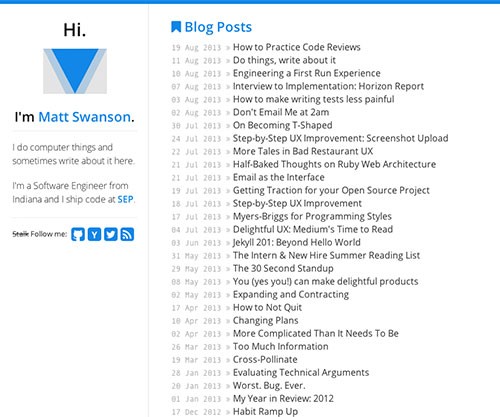 Hi.
I'm Matt Swanson.
I do computer things and
sometimes write about it here.
I'm a Software Engineer from
Indiana and I ship code at SEP.
Stalk Follow me:
Blog Posts
19 Aug 2013 » How to Practice Code Reviews
11 Aug 2013 » Do things, write about it
10 Aug 2013 » Engineering a First Run Experience
07 Aug 2013 » Interview to Implementation: Horizon Report
03 Aug 2013 » How to make writing tests less painful
02 Aug 2013 » Don't Email Me at 2am
30 Jul 2013 » On Becoming T-Shaped
24 Jul 2013 » Step-by-Step UX Improvement: Screenshot Upload
22 Jul 2013 » More Tales in Bad Restaurant UX
21 Jul 2013 » Half-Baked Thoughts on Ruby Web Architecture
21 Jul 2013 » Email as the Interface
19 Jul 2013 » Getting Traction for your Open Source Project
18 Jul 2013 » Step-by-Step UX Improvement
17 Jul 2013 » Myers-Briggs for Programming Styles
04 Jul 2013 » Delightful UX: Medium's Time to Read
03 Jun 2013 » Jekyll 201: Beyond Hello World
31 May 2013 » The Intern & New Hire Summer Reading List
29 May 2013 » The 30 Second Standup
08 May 2013 » You (yes you!) can make delightful products
02 May 2013 » Expanding and Contracting
17 Apr 2013 » How to Not Quit
10 Apr 2013 » Changing Plans
02 Apr 2013 » More Complicated Than It Needs To Be
26 Mar 2013 » Too Much Information
19 Mar 2013 » Cross-Pollinate
28 Jan 2013 » Evaluating Technical Arguments
20 Jan 2013 » Worst. Bug. Ever.
01 Jan 2013 » My Year in Review: 2012
17 Dec 2012 » Habit Ramp Up